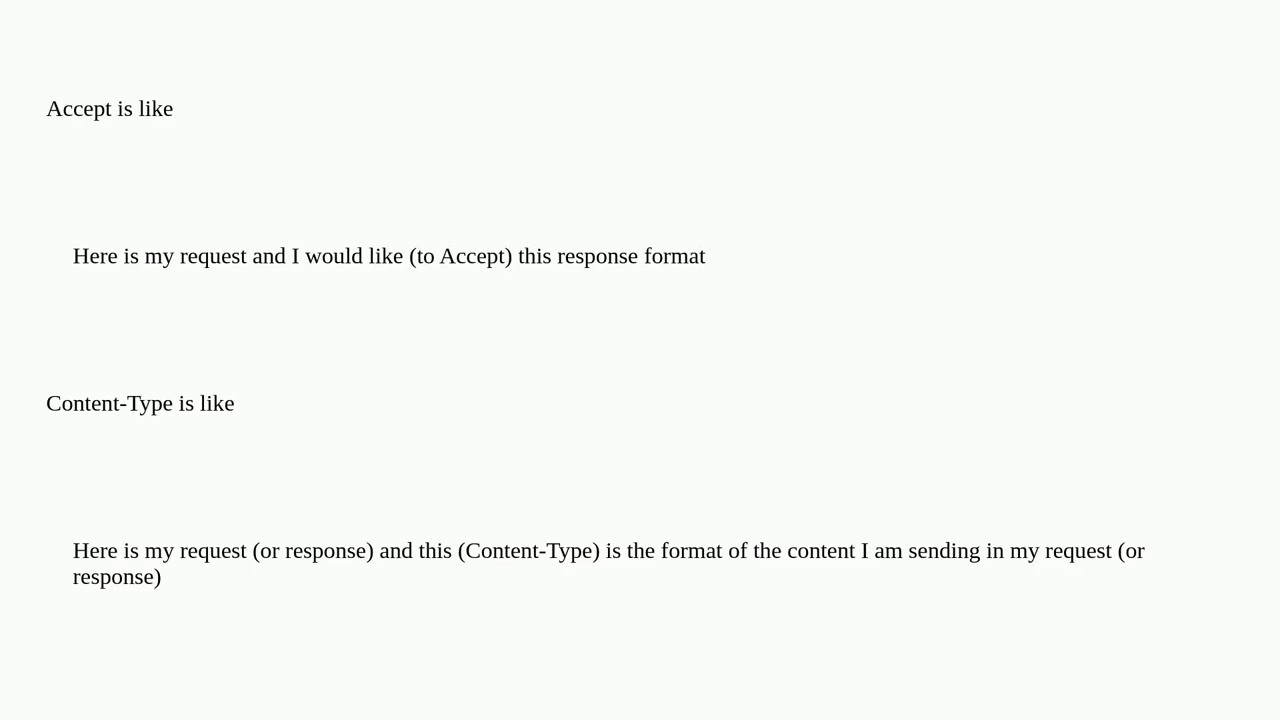 Accept is like
Here is my request and I would like (to Accept) this response format
Content-Type is like
Here is my request (or response) and this (Content-Type) is the format of the content I am sending in my request (or
response)